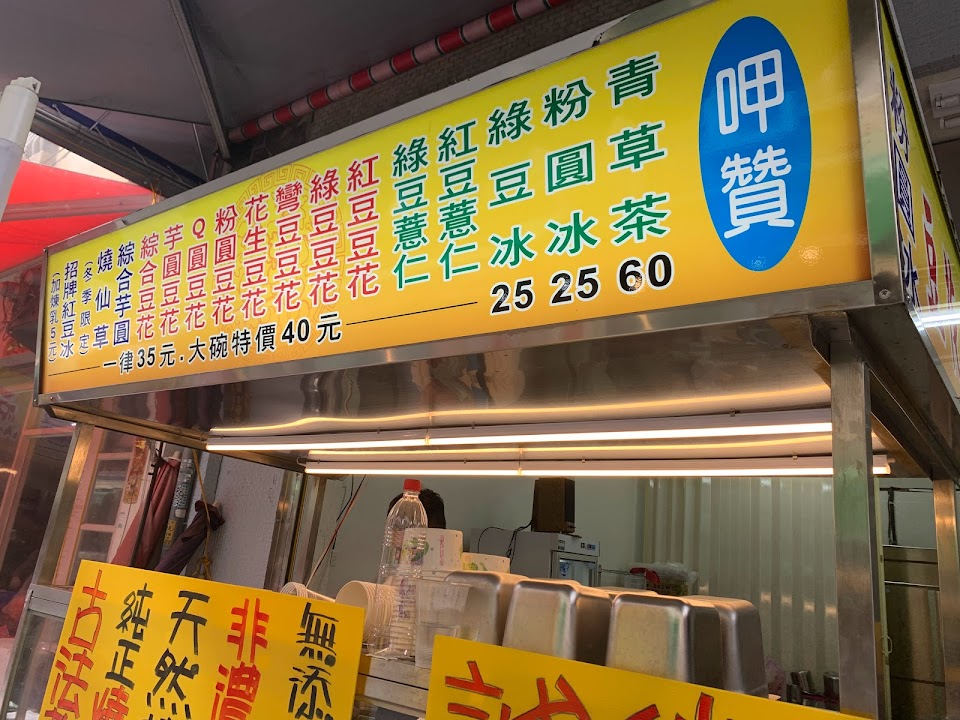 呷贊
青草茶 60
粉圓冰 25
綠豆冰 25
紅豆薏仁
綠豆薏仁
紅豆豆花
綠豆豆花
彎豆豆花
花生豆花
粉圓豆花
Q圓豆花
芋圓豆花
綜合豆花
綜合芋圓
燒仙草
(冬季限定)
招牌紅豆冰
(加煉乳5元)
一律35元.大碗特價40元
無添
非濃
天然
純正燒
古法